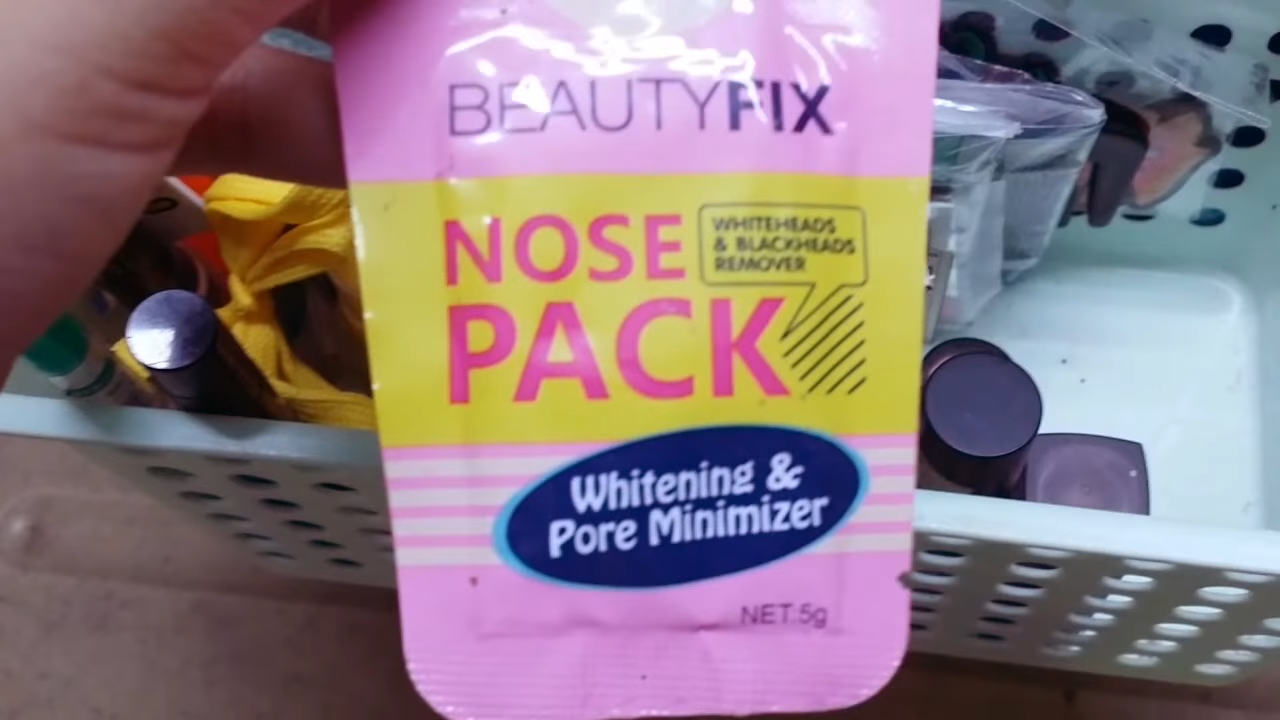 BEAUTYFIX
NOSE
PACK
WHITEHEADS
& BLACKHEADS
REMOVER
Whitening &
Pore Minimizer
NET.5g